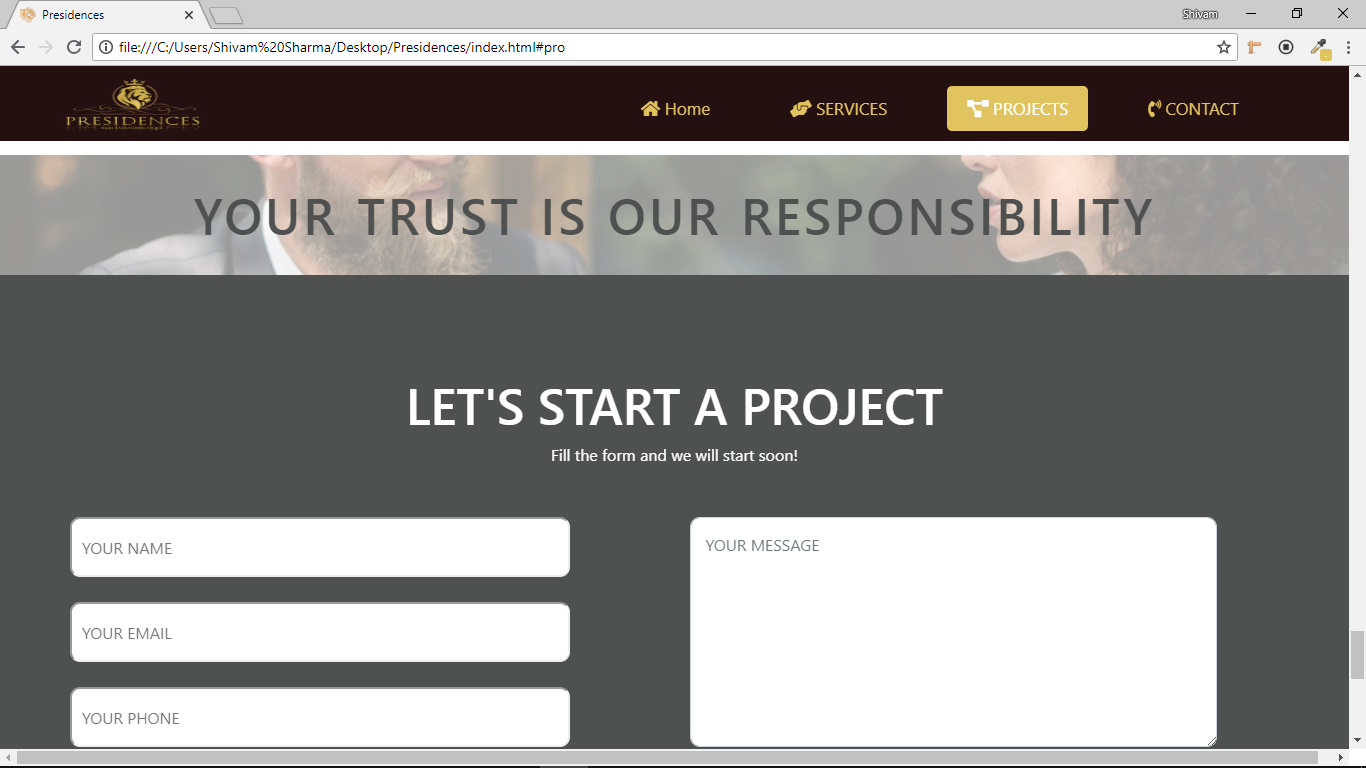 Presidences
Shivam
file:///C:/Users/Shivam%20Sharma/Desktop/Presidences/index.html#pro
PRESIDENCES
Home
SERVICES
PROJECTS
CONTACT
YOUR TRUST IS OUR RESPONSIBILITY
LET'S START A PROJECT
Fill the form and we will start soon!
YOUR NAME
YOUR MESSAGE
YOUR EMAIL
YOUR PHONE